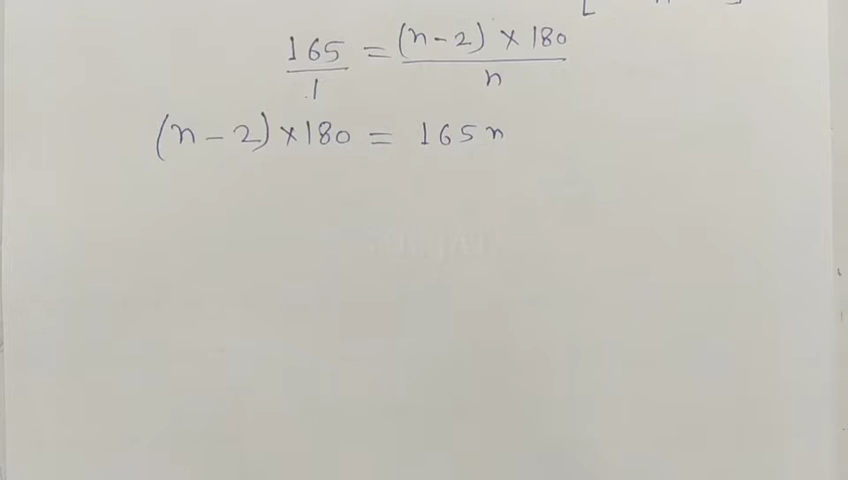 165/1 = (n-2) × 180/n
(n-2) × 180 = 165n